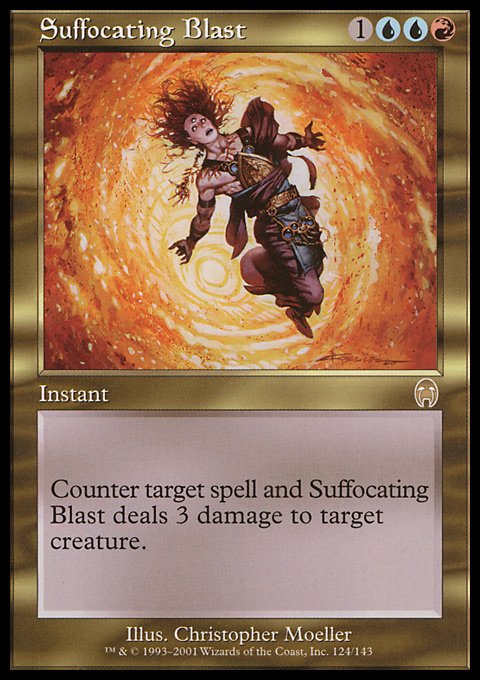 Suffocating Blast 1
Instant
Counter target spell and Suffocating
Blast deals 3 damage to target
creature.
Illus. Christopher Moeller
™ & © 1993–2001 Wizards of the Coast, Inc. 124/143